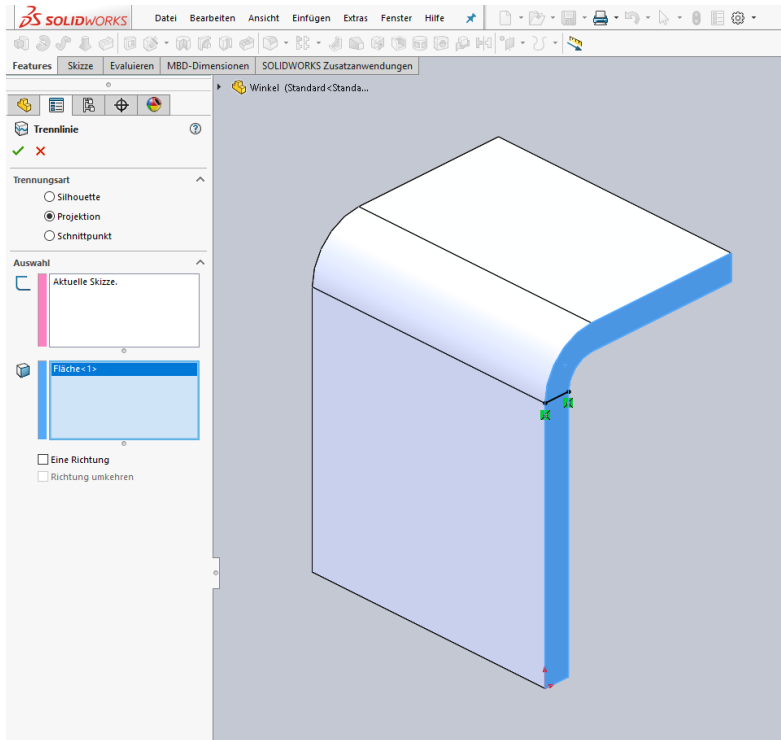 SOLIDWORKS Datei Bearbeiten Ansicht Einfügen Extras Fenster Hilfe
Features Skizze Evaluieren MBD-Dimensionen SOLIDWORKS Zusatzanwendungen
Winkel (Standard<Standa...
Trennlinie
Trennungsart
Silhouette
Projektion
Schnittpunkt
Auswahl
Aktuelle Skizze.
Fläche<1>
Eine Richtung
Richtung umkehren